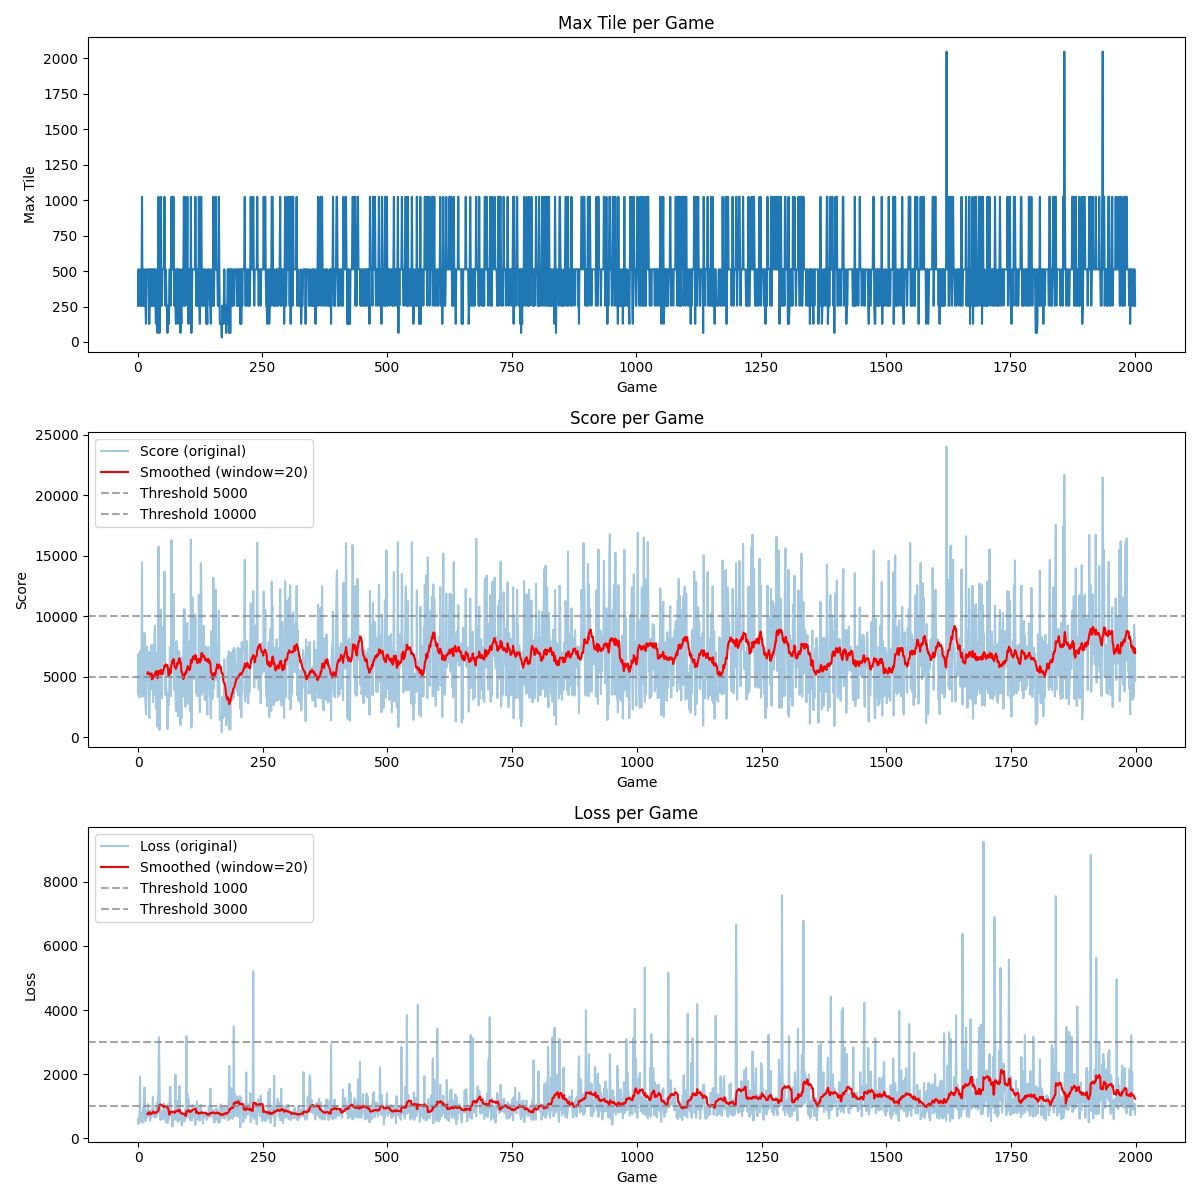 Max Tile per Game
Max Tile
2000
1750
1500
1250
1000
750
500
250
0
0 250 500 750 1000 1250 1500 1750 2000
Game
Score per Game
Score
25000
20000
15000
10000
5000
0
Score (original)
Smoothed (window=20)
Threshold 5000
Threshold 10000
0 250 500 750 1000 1250 1500 1750 2000
Game
Loss per Game
Loss
8000
6000
4000
2000
0
Loss (original)
Smoothed (window=20)
Threshold 1000
Threshold 3000
0 250 500 750 1000 1250 1500 1750 2000
Game